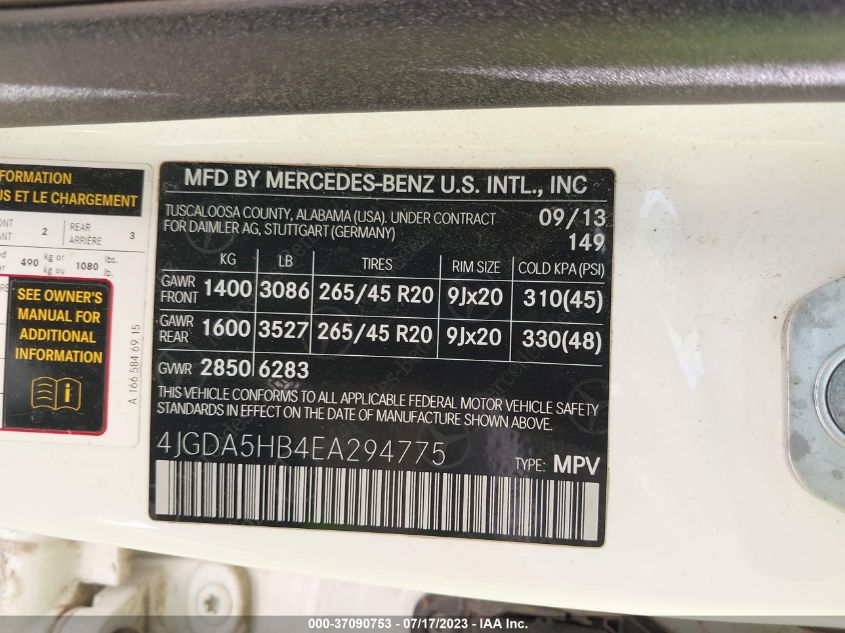 FORMATION
US ET LE CHARGEMENT
NT 2 REAR 3
ANT ARRIÈRE
490 kg or 1080 lbs.
kg ou lb.
SEE OWNER'S
MANUAL FOR
ADDITIONAL
INFORMATION
A 166 584 69 15
MFD BY MERCEDES-BENZ U.S. INTL., INC
TUSCALOOSA COUNTY, ALABAMA (USA). UNDER CONTRACT 09/13
FOR DAIMLER AG, STUTTGART (GERMANY) 149
KG LB TIRES RIM SIZE COLD KPA (PSI)
GAWR FRONT 1400 3086 265/45 R20 9Jx20 310(45)
GAWR REAR 1600 3527 265/45 R20 9Jx20 330(48)
GVWR 2850 6283
THIS VEHICLE CONFORMS TO ALL APPLICABLE FEDERAL MOTOR VEHICLE SAFETY
STANDARDS IN EFFECT ON THE DATE OF MANUFACTURE SHOWN ABOVE.
4JGDA5HB4EA294775 TYPE: MPV
000-37090753 - 07/17/2023 - IAA Inc.